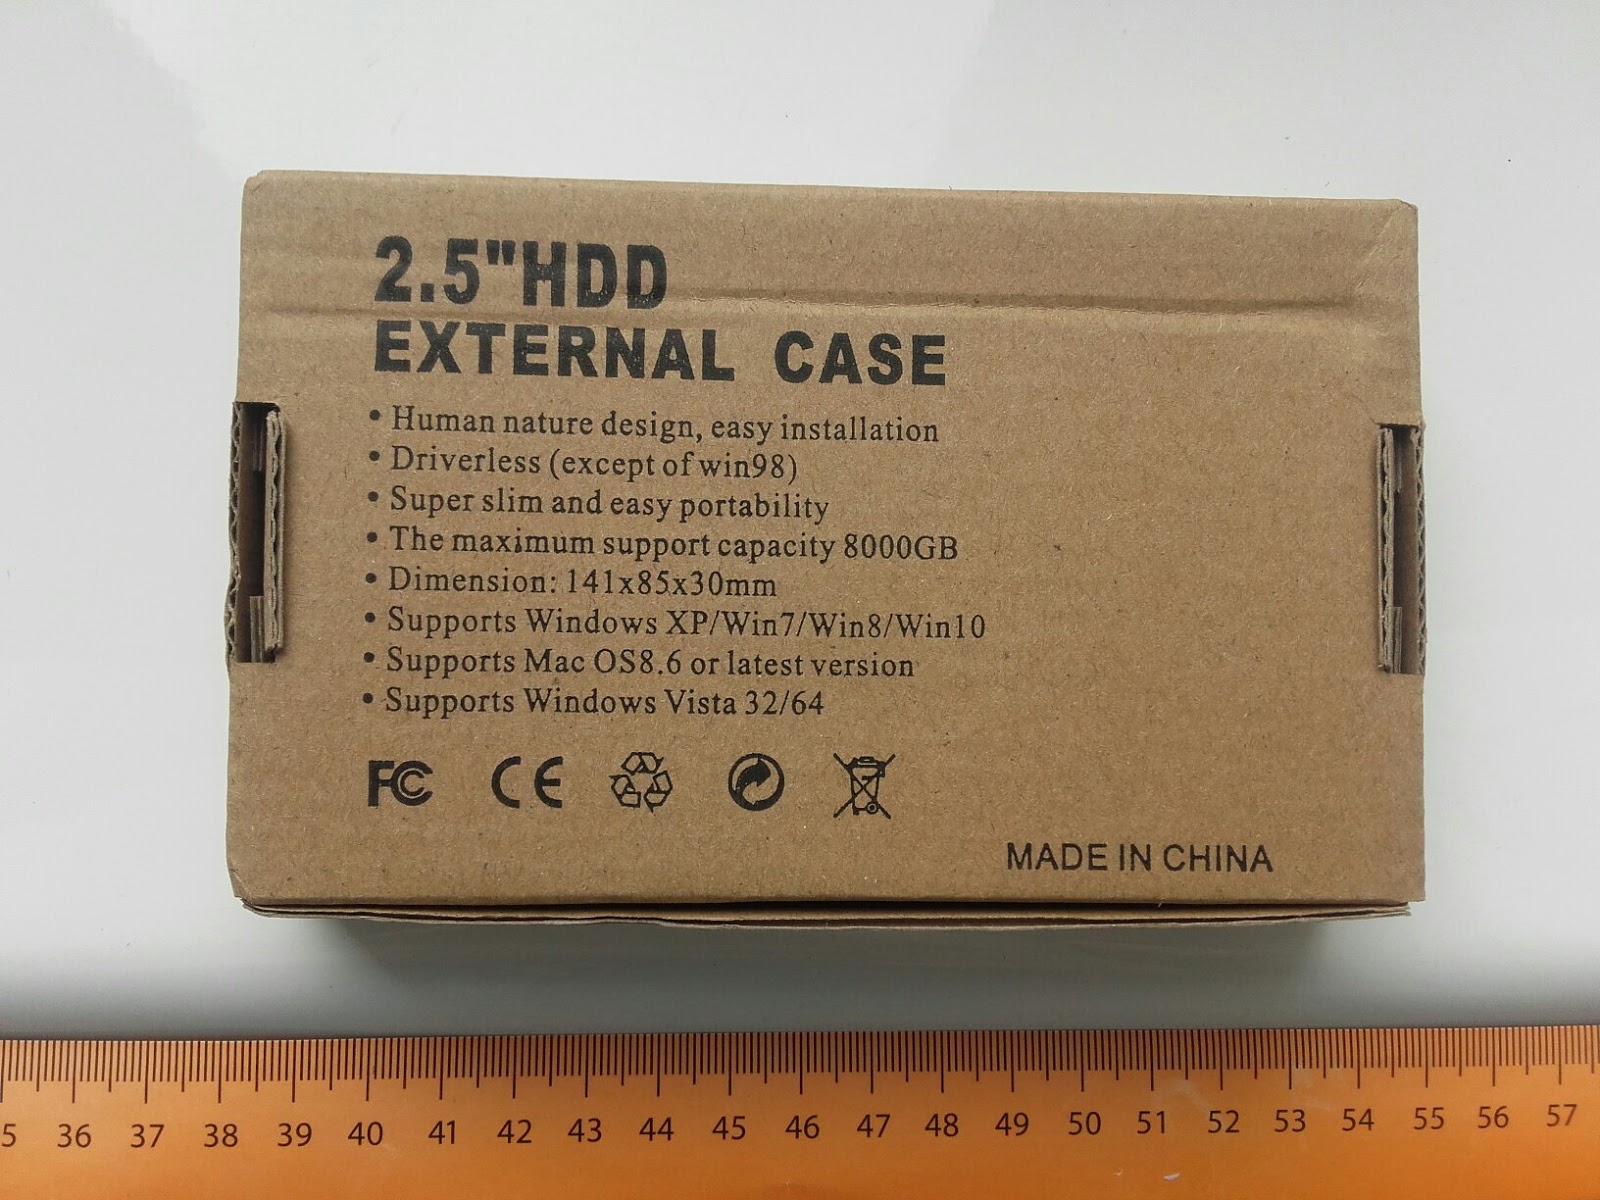 2.5"HDD
EXTERNAL CASE
• Human nature design, easy installation
• Driverless (except of win98)
• Super slim and easy portability
• The maximum support capacity 8000GB
• Dimension: 141x85x30mm
• Supports Windows XP/Win7/Win8/Win10
• Supports Mac OS8.6 or latest version
• Supports Windows Vista 32/64
FC CE
MADE IN CHINA
5 36 37 38 39 40 41 42 43 44 45 46 47 48 49 50 51 52 53 54 55 56 57